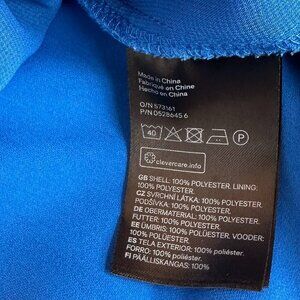 Made in China
Fabriqué en Chine
Hecho en China
O/N 573161
P/N 0528645 6
40
P
clevercare.info
GB SHELL: 100% POLYESTER. LINING:
100% POLYESTER.
CZ SVRCHNÍ LÁTKA: 100% POLYESTER.
PODŠÍVKA: 100% POLYESTER.
DE OBERMATERIAL: 100% POLYESTER.
FUTTER: 100% POLYESTER.
EE ÜMBRIS: 100% POLÜESTER. VOODER:
100% POLÜESTER.
ES TELA EXTERIOR: 100% poliéster.
FORRO: 100% poliéster.
FI PÄÄLLISKANGAS: 100%